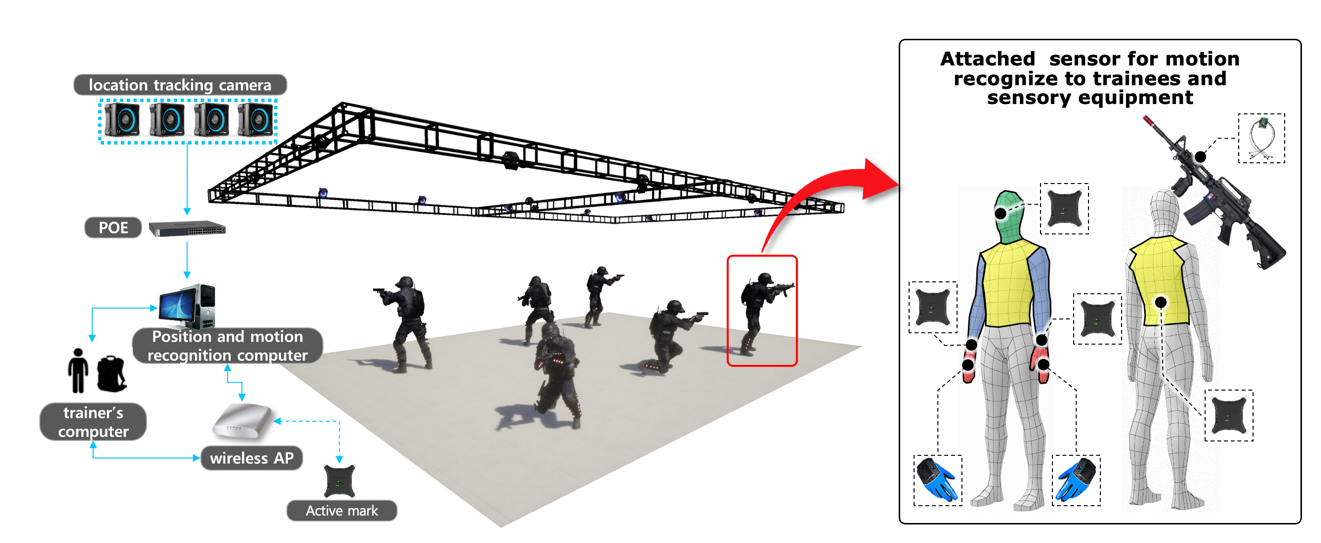 location tracking camera
POE
Position and motion
recognition computer
trainer's
computer
wireless AP
Active mark
Attached sensor for motion
recognize to trainees and
sensory equipment